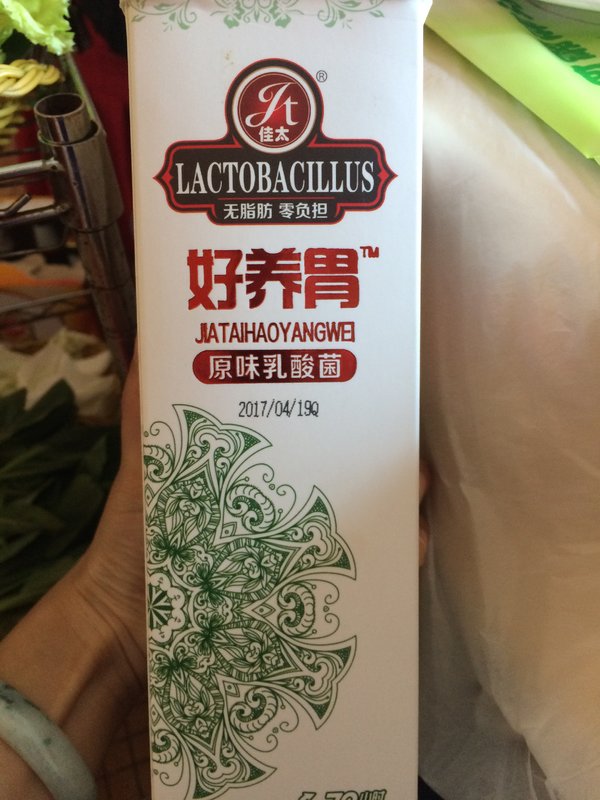 Jt ®
佳太
LACTOBACILLUS
无脂肪 零负担
好养胃™
JIATAIHAOYANGWEI
原味乳酸菌
2017/04/19Q